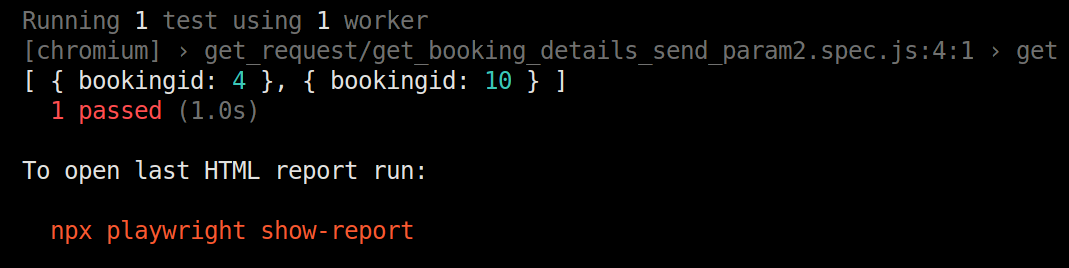 Running 1 test using 1 worker
[chromium] › get_request/get_booking_details_send_param2.spec.js:4:1 › get
[ { bookingid: 4 }, { bookingid: 10 } ]
1 passed (1.0s)
To open last HTML report run:
npx playwright show-report